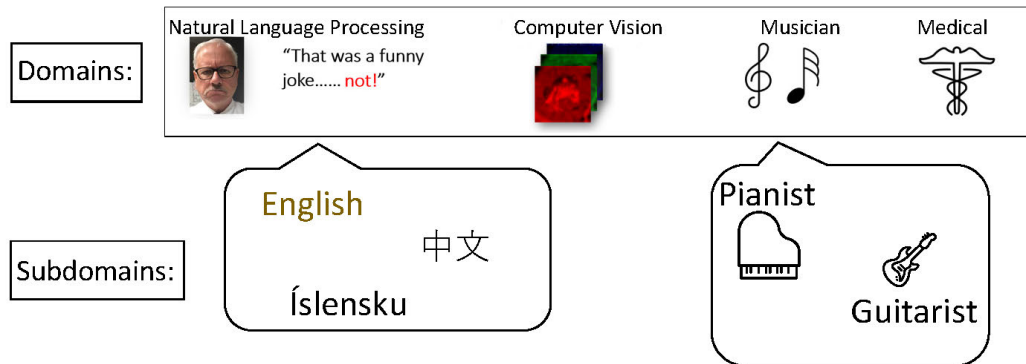 Domains:
Natural Language Processing
Computer Vision
Musician
Medical
“That was a funny
joke...... not!”
Subdomains:
English
中文
Íslensku
Pianist
Guitarist